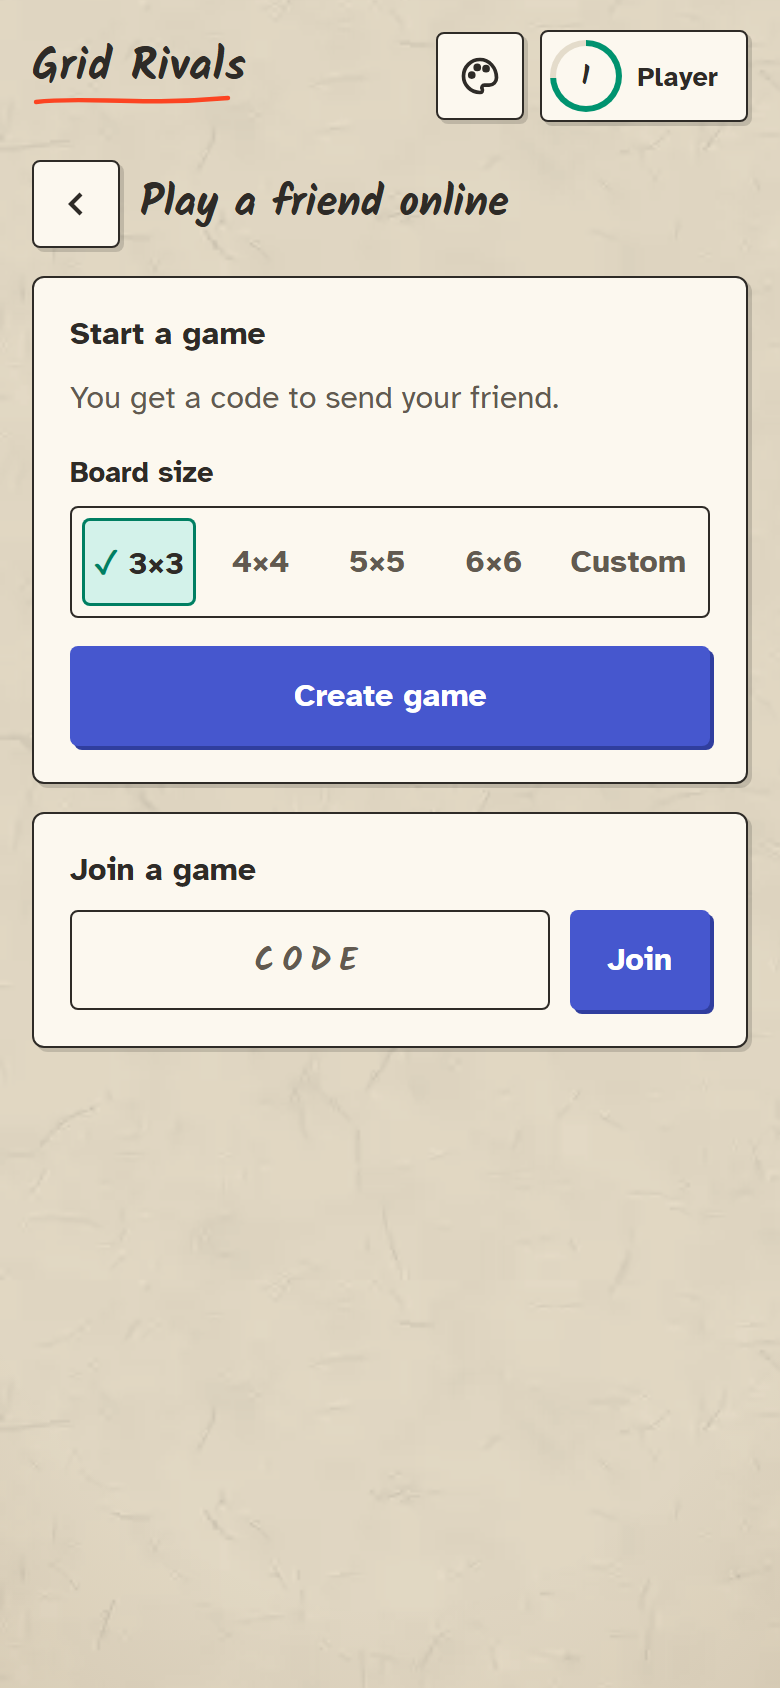 Grid Rivals
1 Player
Play a friend online
Start a game
You get a code to send your friend.
Board size
✓ 3×3 4×4 5×5 6×6 Custom
Create game
Join a game
CODE Join